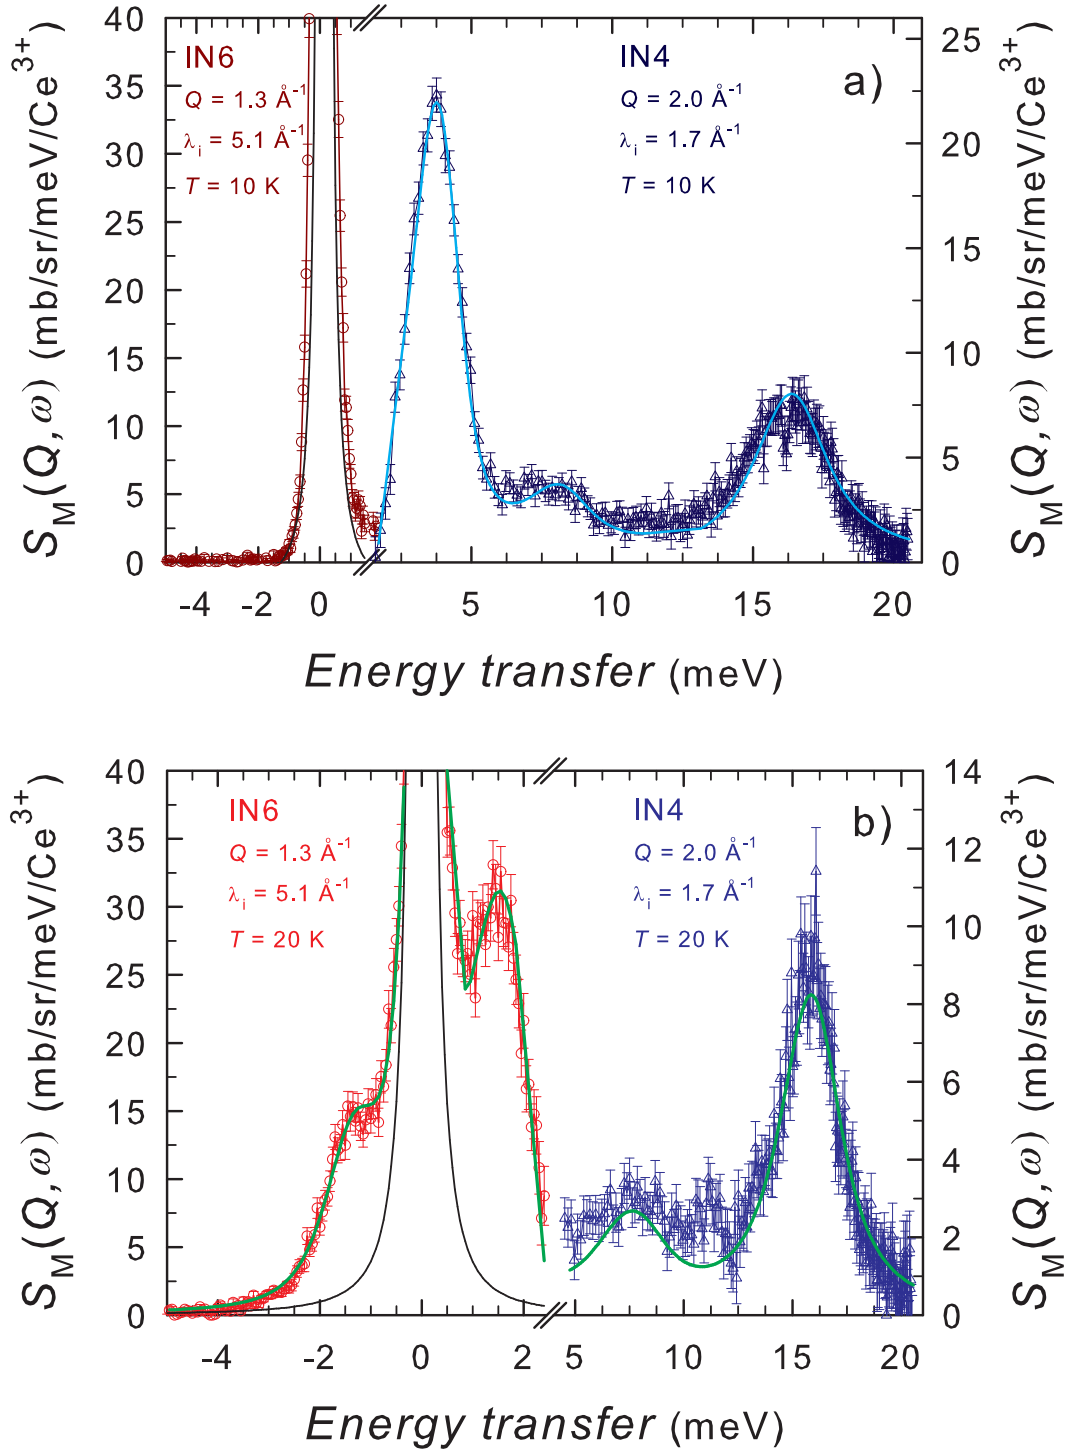 IN6
Q = 1.3 Å-1
λi = 5.1 Å-1
T = 10 K
IN4
Q = 2.0 Å-1
λi = 1.7 Å-1
T = 10 K
a)
40
35
30
25
20
15
10
5
0
25
20
15
10
5
0
SM(Q, ω) (mb/sr/meV/Ce3+)
SM(Q, ω) (mb/sr/meV/Ce3+)
-4 -2 0 5 10 15 20
Energy transfer (meV)
IN6
Q = 1.3 Å-1
λi = 5.1 Å-1
T = 20 K
IN4
Q = 2.0 Å-1
λi = 1.7 Å-1
T = 20 K
b)
40
35
30
25
20
15
10
5
0
14
12
10
8
6
4
2
0
SM(Q, ω) (mb/sr/meV/Ce3+)
SM(Q, ω) (mb/sr/meV/Ce3+)
-4 -2 0 2 5 10 15 20
Energy transfer (meV)